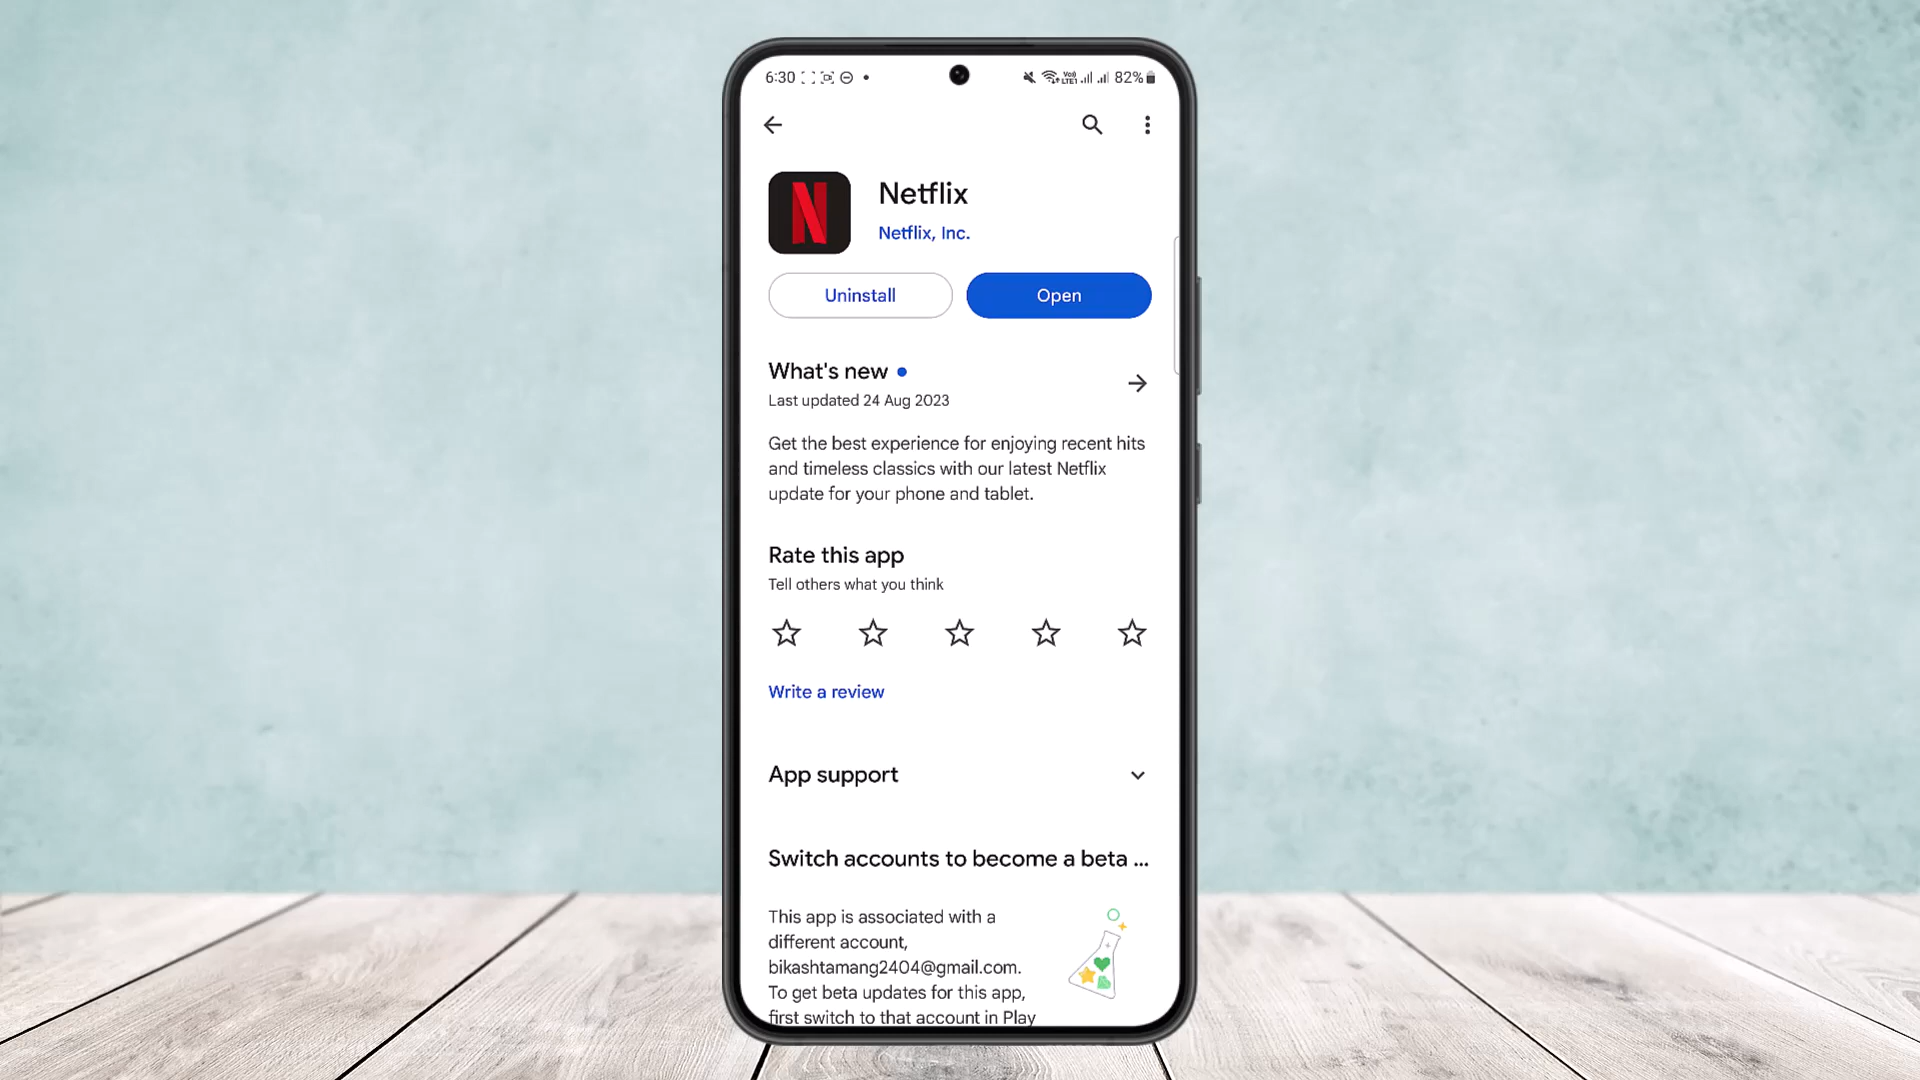 6:30 82%
Netflix
Netflix, Inc.
Uninstall Open
What's new
Last updated 24 Aug 2023
Get the best experience for enjoying recent hits
and timeless classics with our latest Netflix
update for your phone and tablet.
Rate this app
Tell others what you think
Write a review
App support
Switch accounts to become a beta ...
This app is associated with a
different account,
bikashtamang2404@gmail.com.
To get beta updates for this app,
first switch to that account in Play